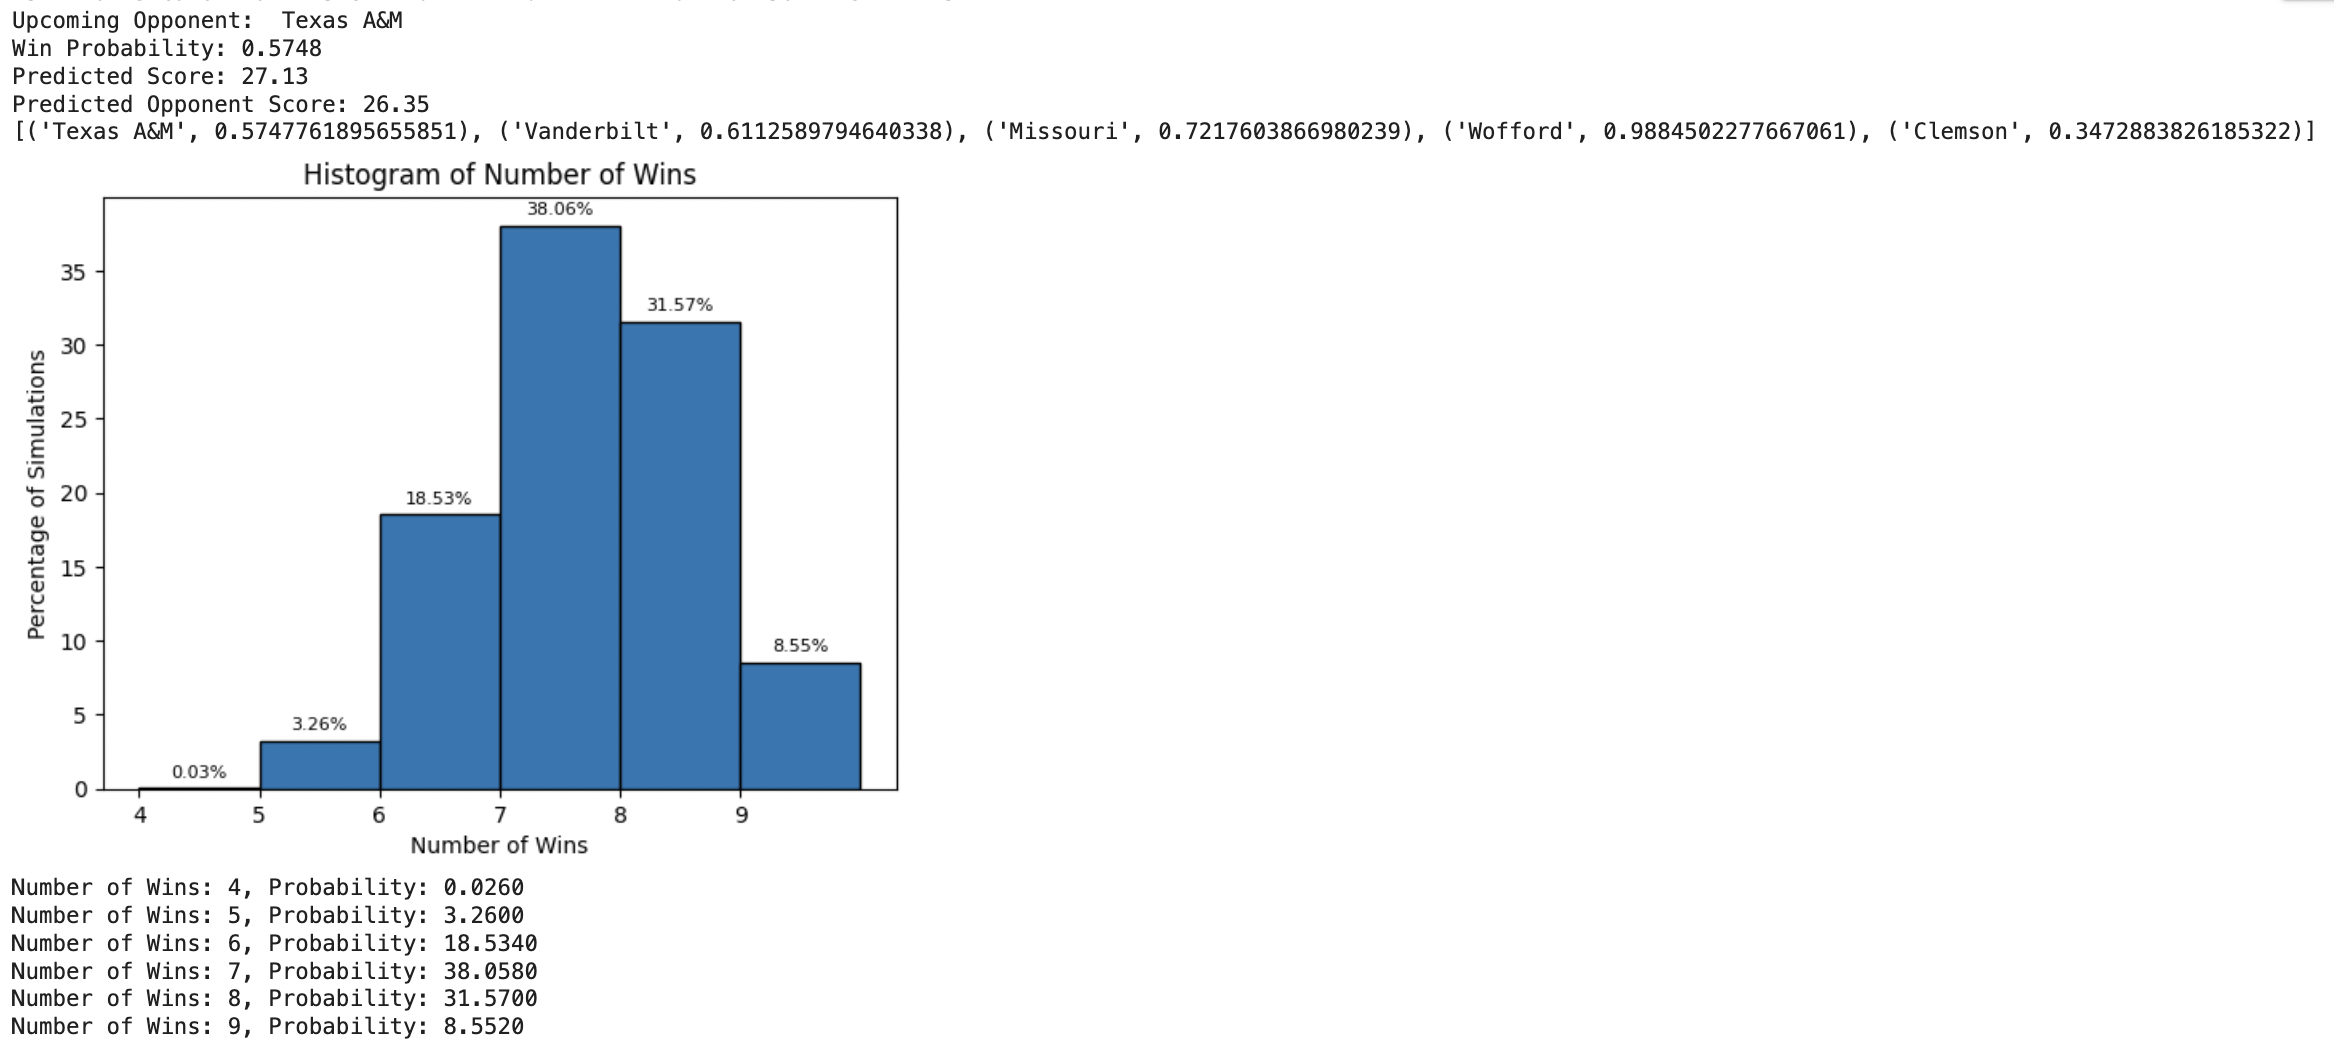 Upcoming Opponent:  Texas A&M
Win Probability: 0.5748
Predicted Score: 27.13
Predicted Opponent Score: 26.35
[('Texas A&M', 0.5747761895655851), ('Vanderbilt', 0.6112589794640338), ('Missouri', 0.7217603866980239), ('Wofford', 0.9884502277667061), ('Clemson', 0.3472883826185322)]
Histogram of Number of Wins
38.06%
35
31.57%
30
25
20
18.53%
15
10
8.55%
5
3.26%
0.03%
0
Percentage of Simulations
4 5 6 7 8 9
Number of Wins
Number of Wins: 4, Probability: 0.0260
Number of Wins: 5, Probability: 3.2600
Number of Wins: 6, Probability: 18.5340
Number of Wins: 7, Probability: 38.0580
Number of Wins: 8, Probability: 31.5700
Number of Wins: 9, Probability: 8.5520